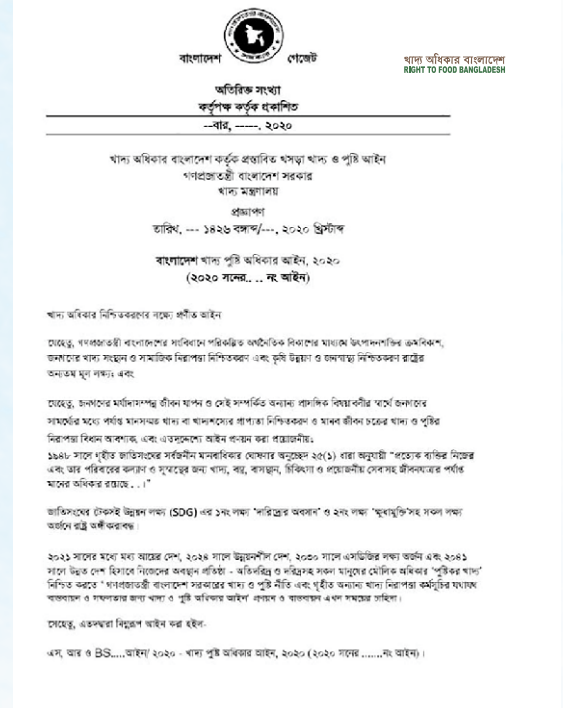 বাংলাদেশ গেজেট
খাদ্য অধিকার বাংলাদেশ
RIGHT TO FOOD BANGLADESH
অতিরিক্ত সংখ্যা
কর্তৃপক্ষ কর্তৃক প্রকাশিত
--বার, -----, ২০২০
খাদ্য অধিকার বাংলাদেশ কর্তৃক প্রস্তাবিত খসড়া খাদ্য ও পুষ্টি আইন
গণপ্রজাতন্ত্রী বাংলাদেশ সরকার
খাদ্য মন্ত্রণালয়
প্রজ্ঞাপণ
তারিখ, --- ১৪২৬ বঙ্গাব্দ/---, ২০২০ খ্রিস্টাব্দ
বাংলাদেশ খাদ্য পুষ্টি অধিকার আইন, ২০২০
(২০২০ সনের.. .. নং আইন)
খাদ্য অধিকার নিশ্চিতকরণের লক্ষ্যে প্রণীত আইন
যেহেতু, গণপ্রজাতন্ত্রী বাংলাদেশের সংবিধানে পরিকল্পিত অর্থনৈতিক বিকাশের মাধ্যমে উৎপাদনশক্তির ক্রমবিকাশ,
জনগণের খাদ্য সংস্থান ও সামাজিক নিরাপত্তা নিশ্চিতকরণ এবং কৃষি উন্নয়ণ ও জনস্বাস্থ্য নিশ্চিতকরণ রাষ্ট্রের
অন্যতম মূল লক্ষ্য; এবং
যেহেতু, জনগণের মর্যাদাসম্পন্ন জীবন যাপন ও সেই সম্পর্কিত অন্যান্য প্রাসঙ্গিক বিষয়াবলীর স্বার্থে জনগণের
সামর্থ্যের মধ্যে পর্যাপ্ত মানসম্মত খাদ্য বা খাদ্যশস্যের প্রাপ্যতা নিশ্চিতকরণ ও মানব জীবন চক্রের খাদ্য ও পুষ্টির
নিরাপত্তা বিধান আবশ্যক, এবং এতদুদ্দেশ্যে আইন প্রণয়ন করা প্রয়োজনীয়;
১৯৪৮ সালে গৃহীত জাতিসংঘের সর্বজনীন মানবাধিকার ঘোষণার অনুচ্ছেদ ২৫(১) ধারা অনুযায়ী "প্রত্যেক ব্যক্তির নিজের
এবং তার পরিবারের কল্যাণ ও সুস্বাস্থ্যের জন্য খাদ্য, বস্ত্র, বাসস্থান, চিকিৎসা ও প্রয়োজনীয় সেবাসহ জীবনযাত্রার পর্যাপ্ত
মানের অধিকার রয়েছে . . ।"
জাতিসংঘের টেকসই উন্নয়ন লক্ষ্য (SDG) এর ১নং লক্ষ্য 'দারিদ্র্যের অবসান' ও ২নং লক্ষ্য 'ক্ষুধামুক্তি'সহ সকল লক্ষ্য
অর্জনে রাষ্ট্র অঙ্গীকারাবদ্ধ।
২০২১ সালের মধ্যে মধ্য আয়ের দেশ, ২০২৪ সালে উন্নয়নশীল দেশ, ২০৩০ সালে এসডিজির লক্ষ্য অর্জন এবং ২০৪১
সালে উন্নত দেশ হিসাবে নিজেদের অবস্থান প্রতিষ্ঠা - অতিদরিদ্র ও দরিদ্রসহ সকল মানুষের মৌলিক অধিকার 'পুষ্টিকর খাদ্য'
নিশ্চিত করতে ' গণপ্রজাতন্ত্রী বাংলাদেশ সরকারের খাদ্য ও পুষ্টি নীতি এবং গৃহীত অন্যান্য খাদ্য নিরাপত্তা কর্মসূচির যথাযথ
বাস্তবায়ন ও সফলতার জন্য খাদ্য ও 'পুষ্টি অধিকার আইন' প্রণয়ন ও বাস্তবায়ন এখন সময়ের চাহিদা।
সেহেতু, এতদদ্বারা নিম্নরূপ আইন করা হইল-
এস, আর ও BS.....আইন/ ২০২০ - খাদ্য পুষ্টি অধিকার আইন, ২০২০ (২০২০ সনের .......নং আইন)।